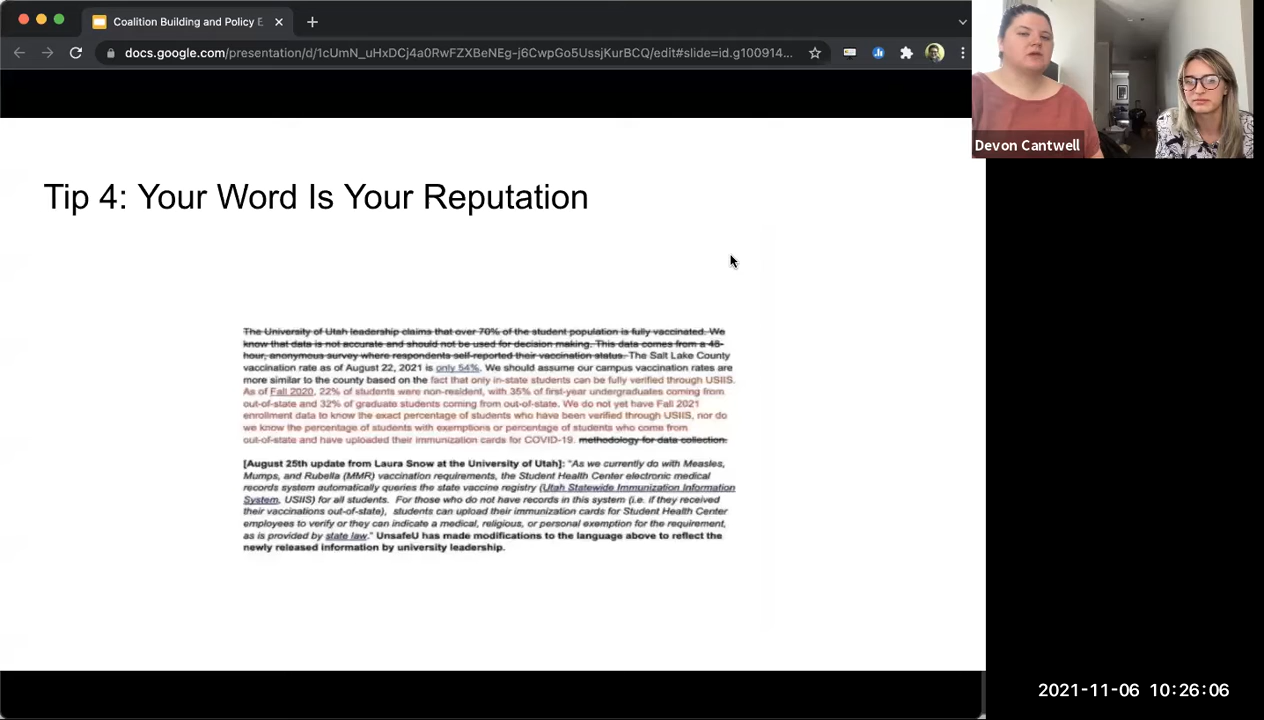 Coalition Building and Policy E
docs.google.com/presentation/d/1cUmN_uHxDCj4a0RwFZXBeNEg-j6CwpGo5UssjKurBCQ/edit#slide=id.g100914...
Devon Cantwell
Tip 4: Your Word Is Your Reputation
The University of Utah leadership claims that over 70% of the student population is fully vaccinated. We
know that data is not accurate and should not be used for decision making. This data comes from a 48-
hour, anonymous survey where respondents self-reported their vaccination status. The Salt Lake County
vaccination rate as of August 22, 2021 is only 54%. We should assume our campus vaccination rates are
more similar to the county based on the fact that only in-state students can be fully verified through USIIS.
As of Fall 2020, 22% of students were non-resident, with 35% of first-year undergraduates coming from
out-of-state and 32% of graduate students coming from out-of-state. We do not yet have Fall 2021
enrollment data to know the exact percentage of students who have been verified through USIIS, nor do
we know the percentage of students with exemptions or percentage of students who come from
out-of-state and have uploaded their immunization cards for COVID-19. methodology for data collection.
[August 25th update from Laura Snow at the University of Utah]: "As we currently do with Measles,
Mumps, and Rubella (MMR) vaccination requirements, the Student Health Center electronic medical
records system automatically queries the state vaccine registry (Utah Statewide Immunization Information
System, USIIS) for all students. For those who do not have records in this system (i.e. if they received
their vaccinations out-of-state), students can upload their immunization cards for Student Health Center
employees to verify or they can indicate a medical, religious, or personal exemption for the requirement,
as is provided by state law." UnsafeU has made modifications to the language above to reflect the
newly released information by university leadership.
2021-11-06 10:26:06